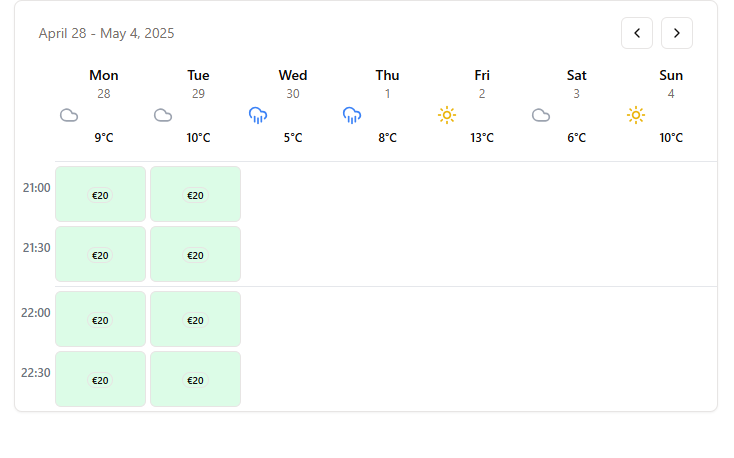 April 28 - May 4, 2025
Mon Tue Wed Thu Fri Sat Sun
28 29 30 1 2 3 4
9°C 10°C 5°C 8°C 13°C 6°C 10°C
21:00 €20 €20
21:30 €20 €20
22:00 €20 €20
22:30 €20 €20